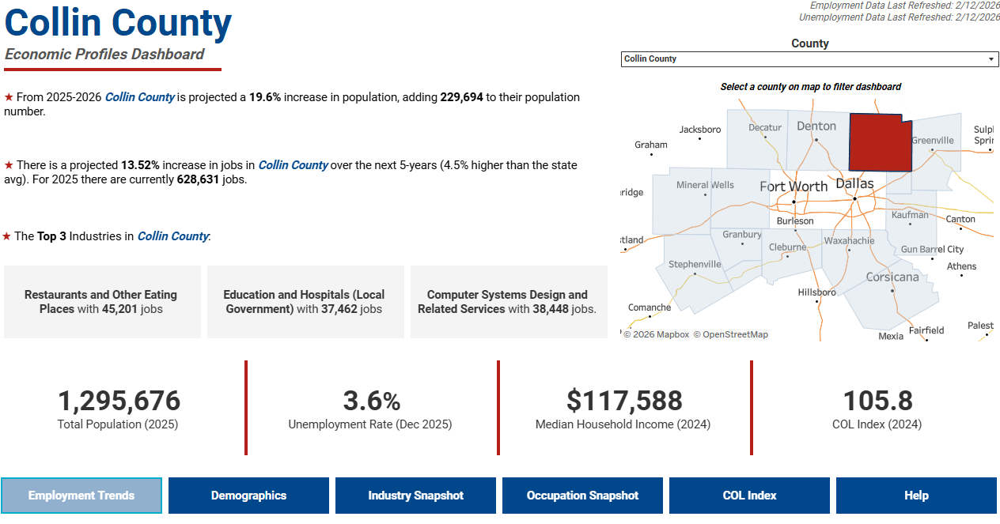 Collin County
Economic Profiles Dashboard
Employment Data Last Refreshed: 2/12/2026
Unemployment Data Last Refreshed: 2/12/2026
County
Collin County
Select a county on map to filter dashboard
★ From 2025-2026 Collin County is projected a 19.6% increase in population, adding 229,694 to their population
number.
★ There is a projected 13.52% increase in jobs in Collin County over the next 5-years (4.5% higher than the state
avg). For 2025 there are currently 628,631 jobs.
★ The Top 3 Industries in Collin County:
Restaurants and Other Eating
Places with 45,201 jobs
Education and Hospitals (Local
Government) with 37,462 jobs
Computer Systems Design and
Related Services with 38,448 jobs.
Jacksboro
Decatur
Denton
Graham
Greenville
Sulpl
Sprir
ridge
Mineral Wells
Fort Worth
Dallas
Burleson
Kaufman
Canton
tland
Granbury
Cleburne
Waxahachie
Gun Barrel City
Stephenville
Athens
Corsicana
Hillsboro
Comanche
Mexia
Fairfield
Palest
© 2026 Mapbox © OpenStreetMap
1,295,676
Total Population (2025)
3.6%
Unemployment Rate (Dec 2025)
$117,588
Median Household Income (2024)
105.8
COL Index (2024)
Employment Trends
Demographics
Industry Snapshot
Occupation Snapshot
COL Index
Help